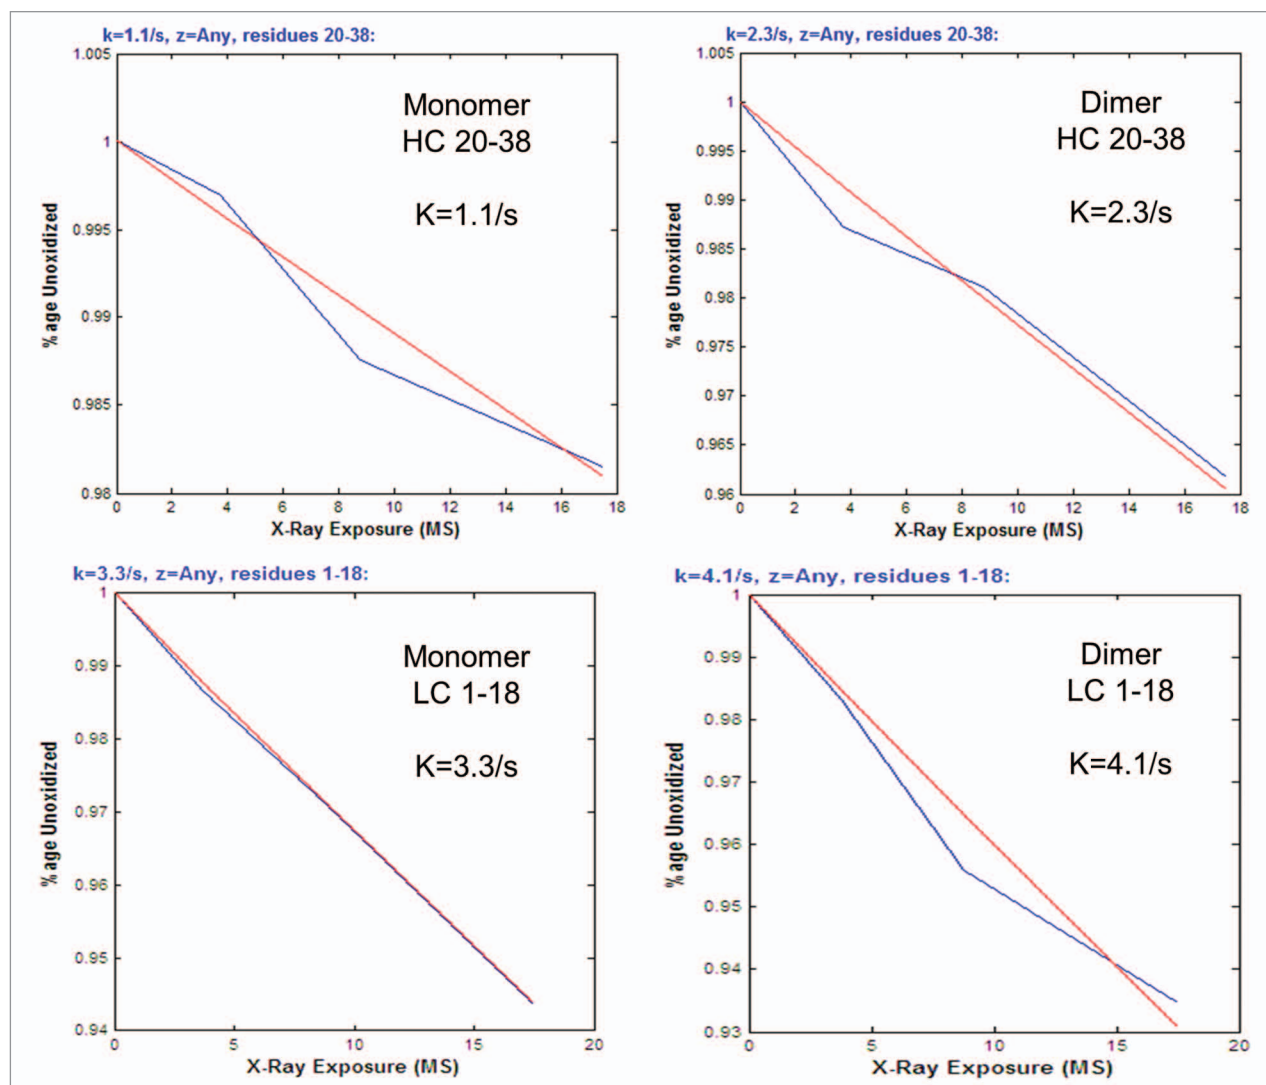 k=1.1/s, z=Any, residues 20-38:
1.005
1
0.995
0.99
0.985
0.98
0 2 4 6 8 10 12 14 16 18
% age Unoxidized
X-Ray Exposure (MS)
Monomer
HC 20-38
K=1.1/s
k=2.3/s, z=Any, residues 20-38:
1.005
1
0.995
0.99
0.985
0.98
0.975
0.97
0.965
0.96
0 2 4 6 8 10 12 14 16 18
% age Unoxidized
X-Ray Exposure (MS)
Dimer
HC 20-38
K=2.3/s
k=3.3/s, z=Any, residues 1-18:
1
0.99
0.98
0.97
0.96
0.95
0.94
0 5 10 15 20
% age Unoxidized
X-Ray Exposure (MS)
Monomer
LC 1-18
K=3.3/s
k=4.1/s, z=Any, residues 1-18:
1
0.99
0.98
0.97
0.96
0.95
0.94
0.93
0 5 10 15 20
% age Unoxidized
X-Ray Exposure (MS)
Dimer
LC 1-18
K=4.1/s